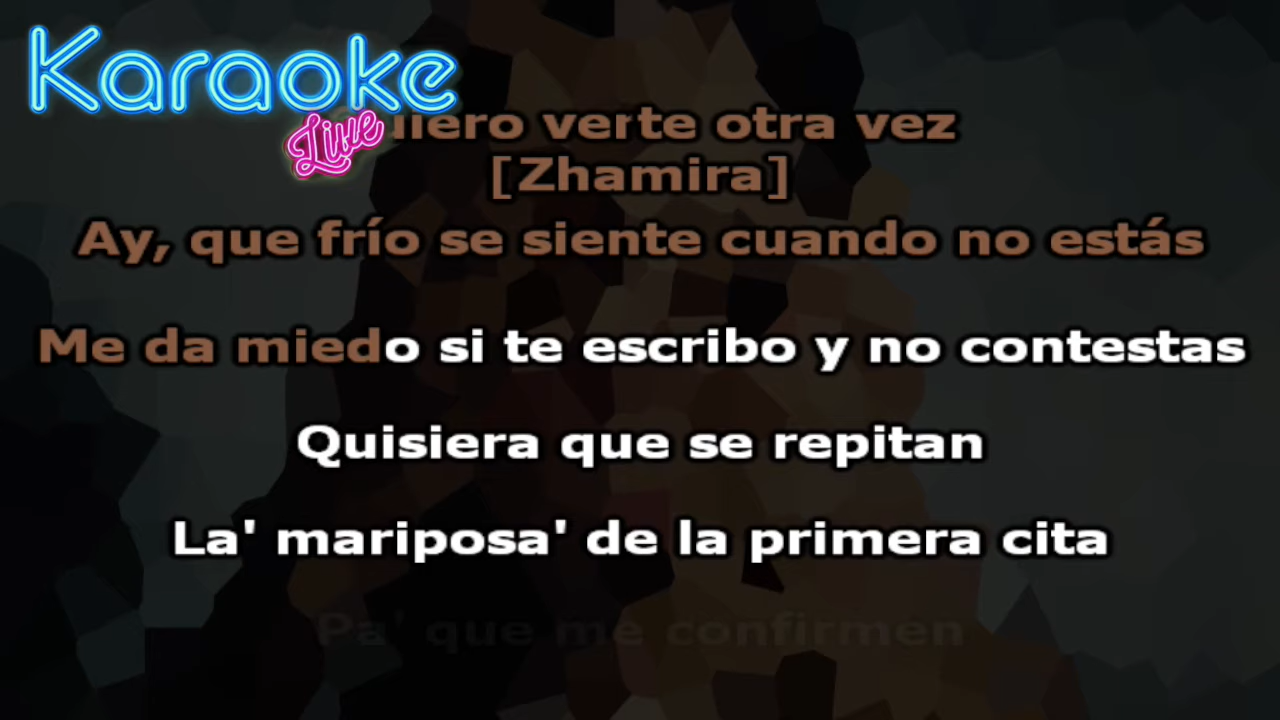 Karaoke
Live
uiero verte otra vez
[Zhamira]
Ay, que frío se siente cuando no estás
Me da miedo si te escribo y no contestas
Quisiera que se repitan
La' mariposa' de la primera cita
Pa' que me confirmen